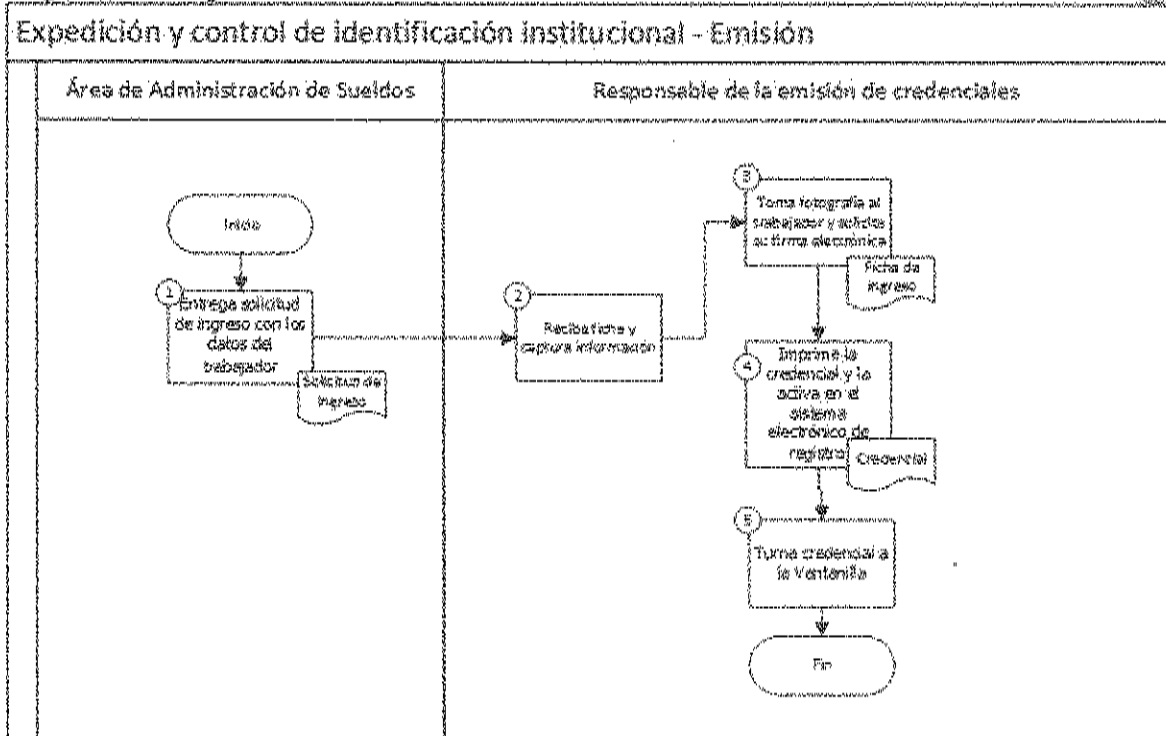 Expedición y control de identificación institucional - Emisión
Área de Administración de Sueldos
Responsable de la emisión de credenciales
Inicio
1
Entrega solicitud
de ingreso con los
datos del
trabajador
Solicitud de
ingreso
2
Recibe ficha y
captura información
3
Toma fotografía al
trabajador y solicita
su firma electrónica
Ficha de
ingreso
4
Imprime la
credencial y la
activa en el
sistema
electrónico de
registro
Credencial
5
Turna credencial a
la Ventanilla
Fin